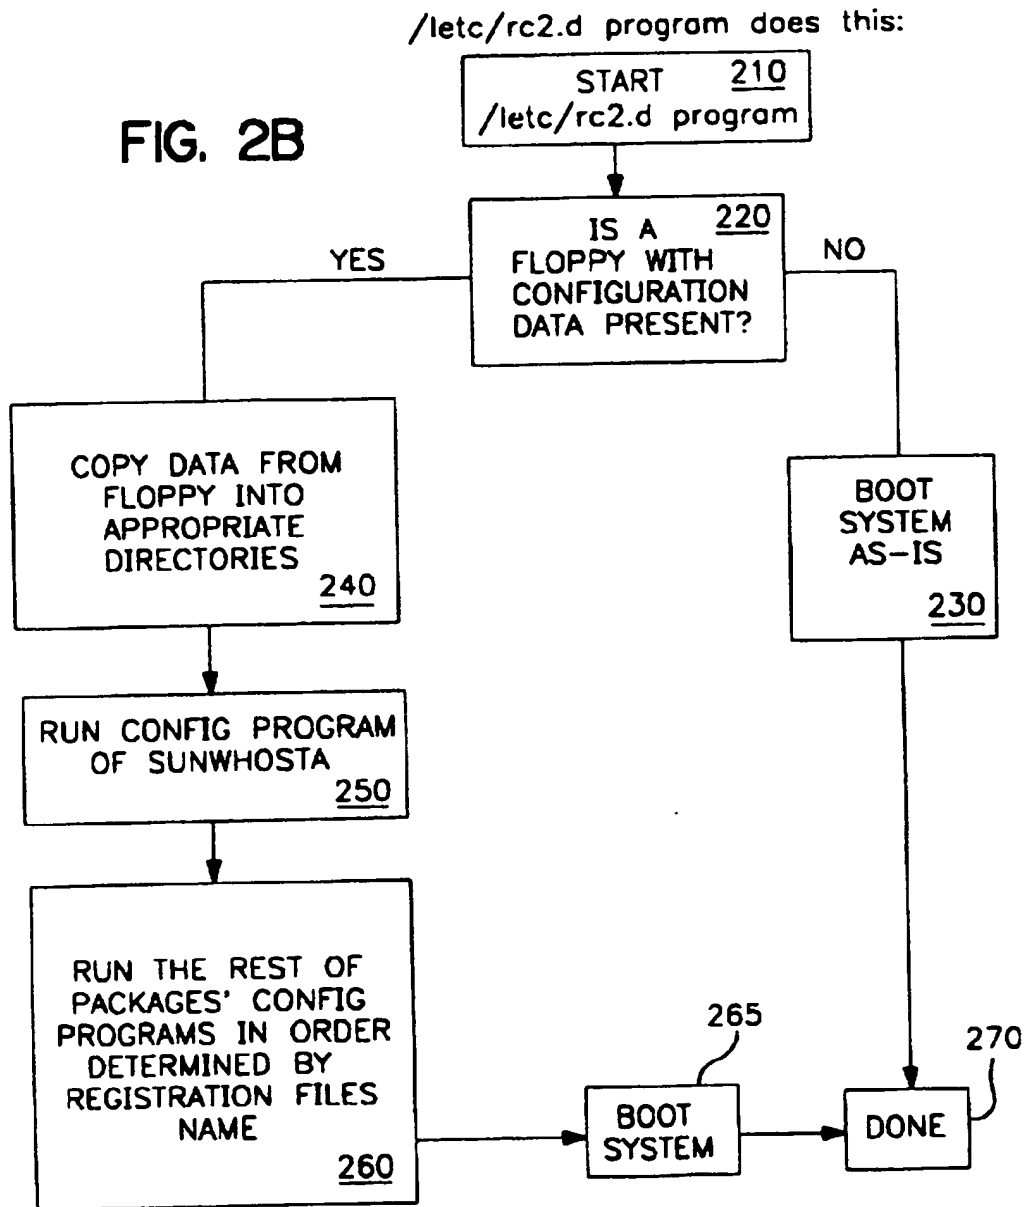 /letc/rc2.d program does this:
START 210
/letc/rc2.d program
FIG. 2B
IS A 220
FLOPPY WITH
CONFIGURATION
DATA PRESENT?
YES
NO
COPY DATA FROM
FLOPPY INTO
APPROPRIATE
DIRECTORIES
240
BOOT
SYSTEM
AS-IS
230
RUN CONFIG PROGRAM
OF SUNWHOSTA
250
RUN THE REST OF
PACKAGES' CONFIG
PROGRAMS IN ORDER
DETERMINED BY
REGISTRATION FILES
NAME
260
265
BOOT
SYSTEM
270
DONE